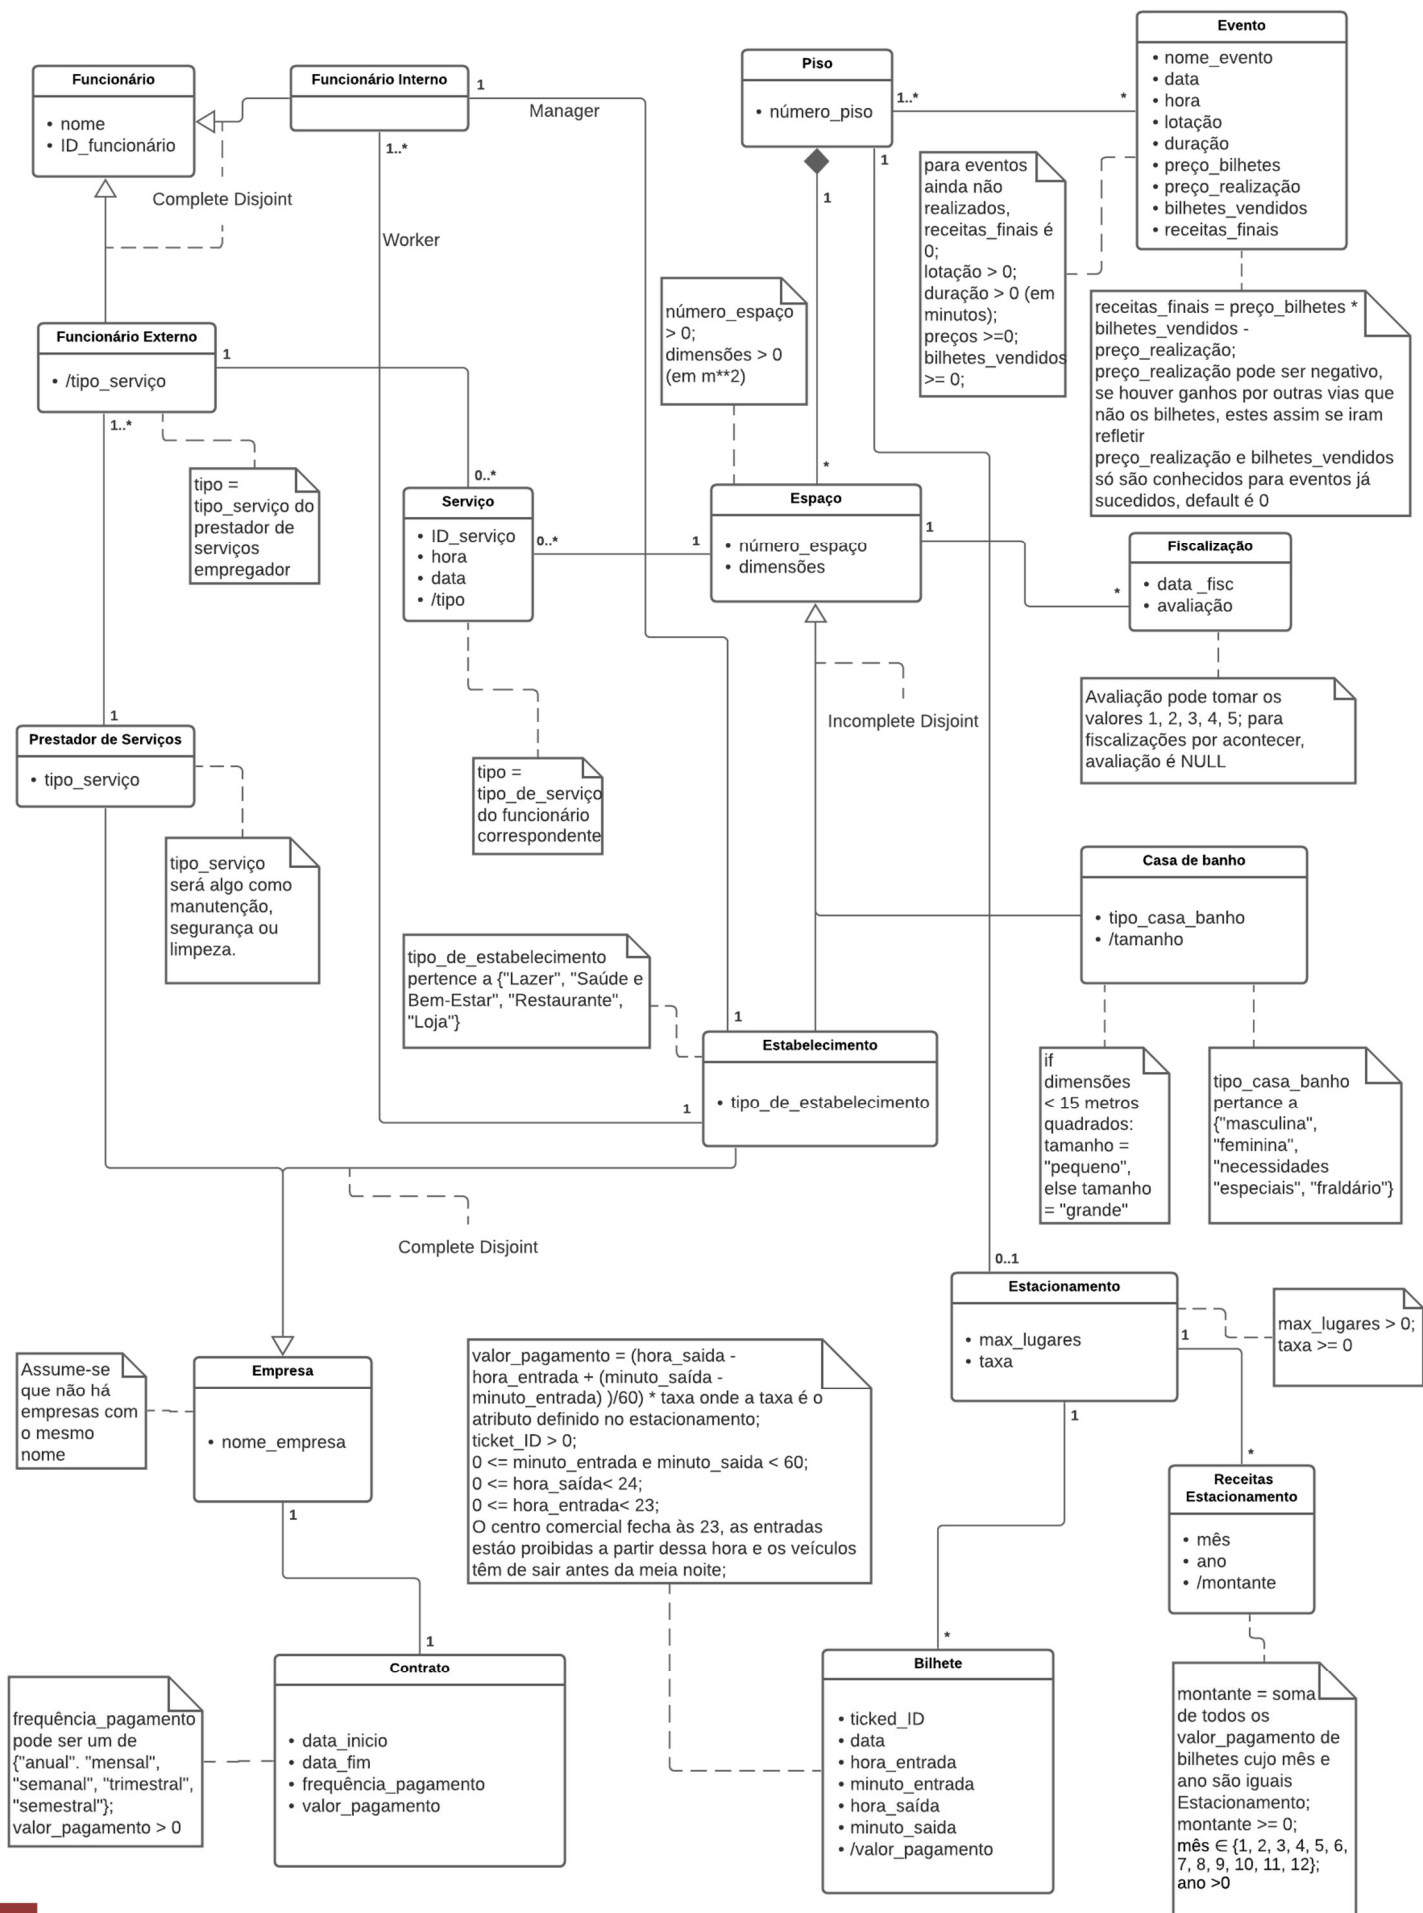 Funcionário
• nome
• ID_funcionário
Funcionário Interno
1
Manager
1..*
Complete Disjoint
Worker
Piso
• número_piso
1..*
*
1
1
Evento
• nome_evento
• data
• hora
• lotação
• duração
• preço_bilhetes
• preço_realização
• bilhetes_vendidos
• receitas_finais
para eventos
ainda não
realizados,
receitas_finais é
0;
lotação > 0;
duração > 0 (em
minutos);
preços >=0;
bilhetes_vendidos
>= 0;
receitas_finais = preço_bilhetes *
bilhetes_vendidos -
preço_realização;
preço_realização pode ser negativo,
se houver ganhos por outras vias que
não os bilhetes, estes assim se iram
refletir
preço_realização e bilhetes_vendidos
só são conhecidos para eventos já
sucedidos, default é 0
número_espaço
> 0;
dimensões > 0
(em m**2)
Funcionário Externo
• /tipo_serviço
1
1..*
tipo =
tipo_serviço do
prestador de
serviços
empregador
0..*
Serviço
• ID_serviço
• hora
• data
• /tipo
0..*
1
*
Espaço
• número_espaço
• dimensões
1
*
Fiscalização
• data _fisc
• avaliação
Avaliação pode tomar os
valores 1, 2, 3, 4, 5; para
fiscalizações por acontecer,
avaliação é NULL
Incomplete Disjoint
tipo =
tipo_de_serviço
do funcionário
correspondente
1
Prestador de Serviços
• tipo_serviço
tipo_serviço
será algo como
manutenção,
segurança ou
limpeza.
Casa de banho
• tipo_casa_banho
• /tamanho
if
dimensões
< 15 metros
quadrados:
tamanho =
"pequeno",
else tamanho
= "grande"
tipo_casa_banho
pertance a
{"masculina",
"feminina",
"necessidades
"especiais", "fraldário"}
tipo_de_estabelecimento
pertence a {"Lazer", "Saúde e
Bem-Estar", "Restaurante",
"Loja"}
1
1
Estabelecimento
• tipo_de_estabelecimento
Complete Disjoint
0..1
Estacionamento
• max_lugares
• taxa
1
1
max_lugares > 0;
taxa >= 0
Assume-se
que não há
empresas com
o mesmo
nome
Empresa
• nome_empresa
1
valor_pagamento = (hora_saida -
hora_entrada + (minuto_saída -
minuto_entrada) )/60) * taxa onde a taxa é o
atributo definido no estacionamento;
ticket_ID > 0;
0 <= minuto_entrada e minuto_saida < 60;
0 <= hora_saída< 24;
0 <= hora_entrada< 23;
O centro comercial fecha às 23, as entradas
estáo proibidas a partir dessa hora e os veículos
têm de sair antes da meia noite;
*
Receitas
Estacionamento
• mês
• ano
• /montante
1
Contrato
• data_inicio
• data_fim
• frequência_pagamento
• valor_pagamento
frequência_pagamento
pode ser um de
{"anual". "mensal",
"semanal", "trimestral",
"semestral"};
valor_pagamento > 0
*
Bilhete
• ticked_ID
• data
• hora_entrada
• minuto_entrada
• hora_saída
• minuto_saida
• /valor_pagamento
montante = soma
de todos os
valor_pagamento de
bilhetes cujo mês e
ano são iguais
Estacionamento;
montante >= 0;
mês ∈ {1, 2, 3, 4, 5, 6,
7, 8, 9, 10, 11, 12};
ano >0